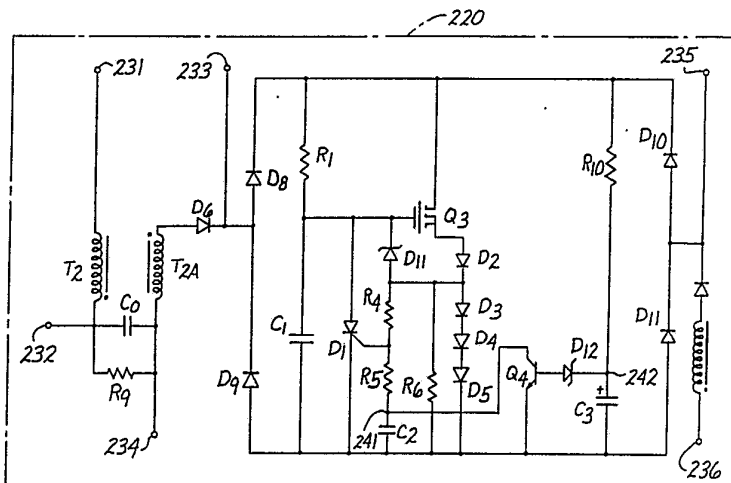 220
231
233
235
R1
D10
D8
R10
Q3
D6
D11
D2
T2
T2A
C0
R4
D3
D11
232
C1
D1
D4
D12
R5
R6
Q4
242
R9
D9
D5
+
C3
241
C2
234
236